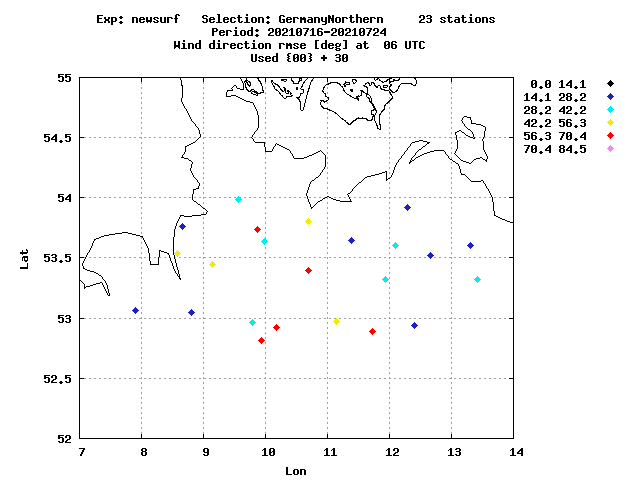 Exp: newsurf   Selection: GermanyNorthern     23 stations
Period: 20210716-20210724
Wind direction rmse [deg] at  06 UTC
Used {00} + 30
55
54.5
54
53.5
53
52.5
52
Lat
7 8 9 10 11 12 13 14
Lon
0.0 14.1
14.1 28.2
28.2 42.2
42.2 56.3
56.3 70.4
70.4 84.5